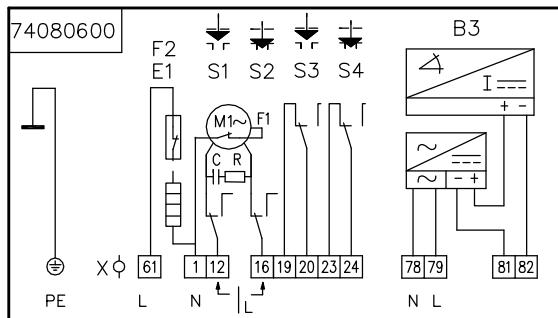 74080600
F2
E1 S1 S2 S3 S4 B3
I
+ −
M1~ F1
C R
~
~ − +
X 61 1 12 16 19 20 23 24 78 79 81 82
PE L N L N L